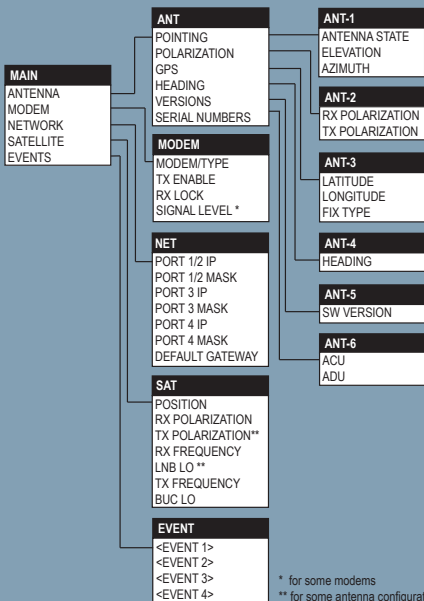 MAIN
ANTENNA
MODEM
NETWORK
SATELLITE
EVENTS
ANT
POINTING
POLARIZATION
GPS
HEADING
VERSIONS
SERIAL NUMBERS
MODEM
MODEM/TYPE
TX ENABLE
RX LOCK
SIGNAL LEVEL *
NET
PORT 1/2 IP
PORT 1/2 MASK
PORT 3 IP
PORT 3 MASK
PORT 4 IP
PORT 4 MASK
DEFAULT GATEWAY
SAT
POSITION
RX POLARIZATION
TX POLARIZATION**
RX FREQUENCY
LNB LO **
TX FREQUENCY
BUC LO
EVENT
<EVENT 1>
<EVENT 2>
<EVENT 3>
<EVENT 4>
ANT-1
ANTENNA STATE
ELEVATION
AZIMUTH
ANT-2
RX POLARIZATION
TX POLARIZATION
ANT-3
LATITUDE
LONGITUDE
FIX TYPE
ANT-4
HEADING
ANT-5
SW VERSION
ANT-6
ACU
ADU
* for some modems
** for some antenna